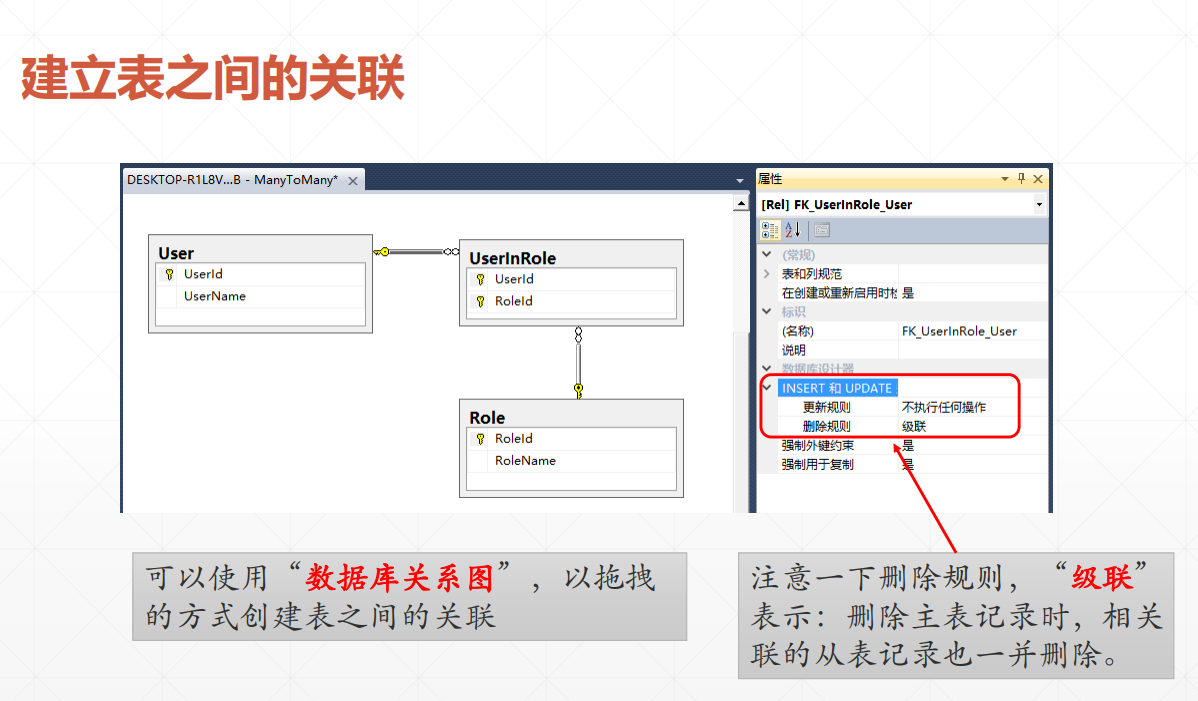 建立表之间的关联
DESKTOP-R1L8V...B - ManyToMany*
属性
[Rel] FK_UserInRole_User
User
UserId
UserName
UserInRole
UserId
RoleId
Role
RoleId
RoleName
(常规)
表和列规范
在创建或重新启用时检 是
标识
(名称) FK_UserInRole_User
说明
数据库设计器
INSERT 和 UPDATE
更新规则 不执行任何操作
删除规则 级联
强制外键约束 是
强制用于复制 是
可以使用“数据库关系图”，以拖拽
的方式创建表之间的关联
注意一下删除规则，“级联”
表示：删除主表记录时，相关
联的从表记录也一并删除。